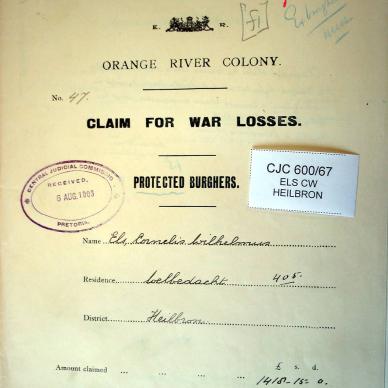 E. R.
[f1]
ORANGE RIVER COLONY.
No. 47.
CLAIM FOR WAR LOSSES.
PROTECTED BURGHERS.
CJC 600/67
ELS CW
HEILBRON
CENTRAL JUDICIAL COMMISSION
RECEIVED.
6 AUG. 1903
PRETORIA.
Name Els, Cornelis Wilhelmus
Residence Welbedacht 405.
District Heilbron
£ s. d.
Amount claimed ... ... ... 1418 - 15 - 0.